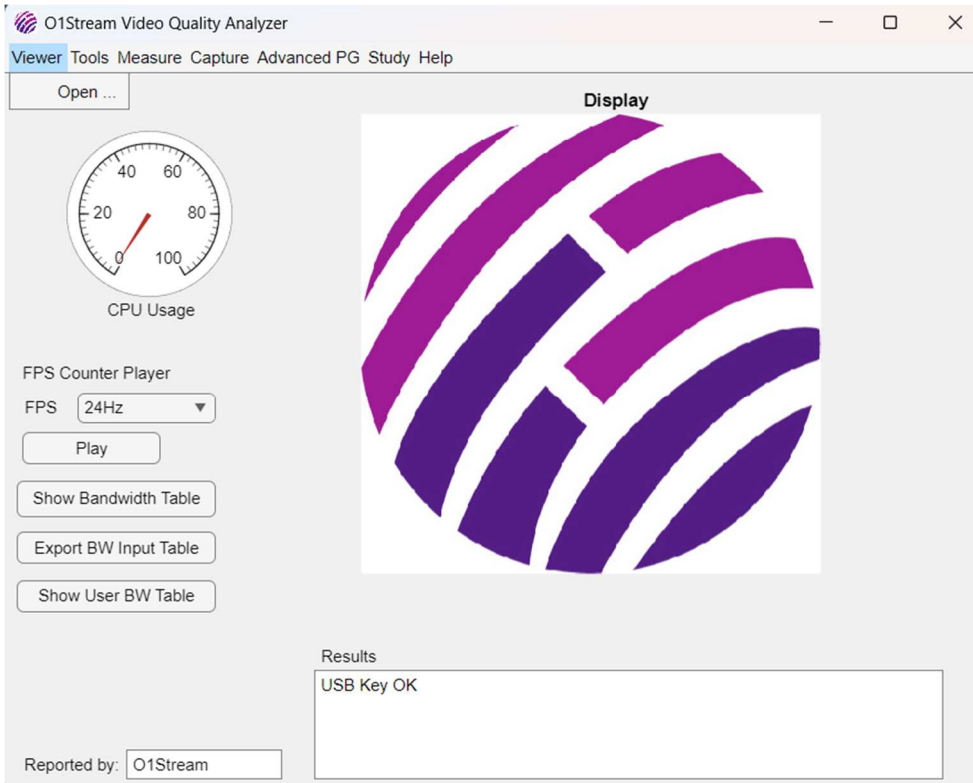 O1Stream Video Quality Analyzer
Viewer Tools Measure Capture Advanced PG Study Help
Open ...
Display
40 60
20 80
0 100
CPU Usage
FPS Counter Player
FPS 24Hz
Play
Show Bandwidth Table
Export BW Input Table
Show User BW Table
Results
USB Key OK
Reported by: O1Stream